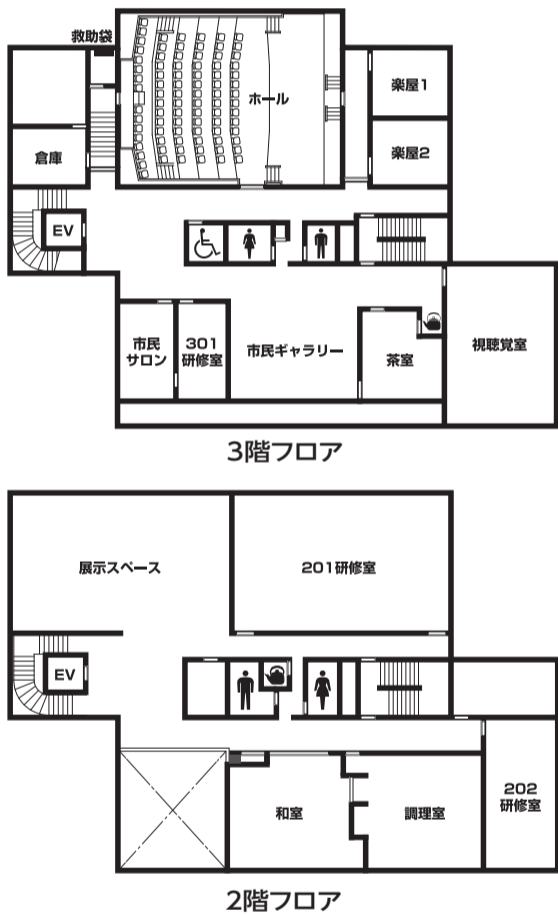 救助袋
ホール
楽屋1
楽屋2
倉庫
EV
市民
サロン
301
研修室
市民ギャラリー
茶室
視聴覚室
3階フロア
展示スペース
201研修室
EV
和室
調理室
202
研修室
2階フロア